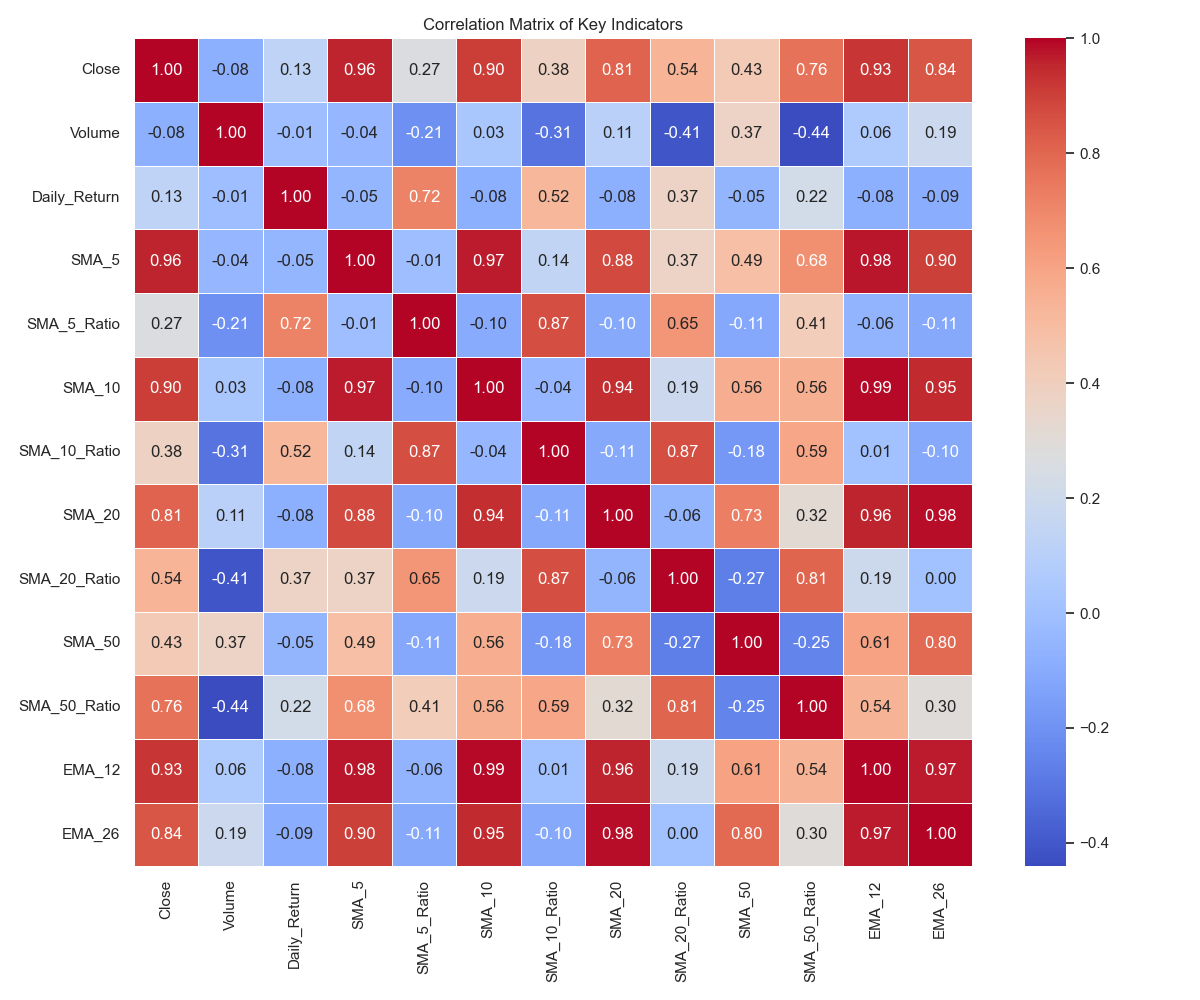 Correlation Matrix of Key Indicators
Close 1.00 -0.08 0.13 0.96 0.27 0.90 0.38 0.81 0.54 0.43 0.76 0.93 0.84
Volume -0.08 1.00 -0.01 -0.04 -0.21 0.03 -0.31 0.11 -0.41 0.37 -0.44 0.06 0.19
Daily_Return 0.13 -0.01 1.00 -0.05 0.72 -0.08 0.52 -0.08 0.37 -0.05 0.22 -0.08 -0.09
SMA_5 0.96 -0.04 -0.05 1.00 -0.01 0.97 0.14 0.88 0.37 0.49 0.68 0.98 0.90
SMA_5_Ratio 0.27 -0.21 0.72 -0.01 1.00 -0.10 0.87 -0.10 0.65 -0.11 0.41 -0.06 -0.11
SMA_10 0.90 0.03 -0.08 0.97 -0.10 1.00 -0.04 0.94 0.19 0.56 0.56 0.99 0.95
SMA_10_Ratio 0.38 -0.31 0.52 0.14 0.87 -0.04 1.00 -0.11 0.87 -0.18 0.59 0.01 -0.10
SMA_20 0.81 0.11 -0.08 0.88 -0.10 0.94 -0.11 1.00 -0.06 0.73 0.32 0.96 0.98
SMA_20_Ratio 0.54 -0.41 0.37 0.37 0.65 0.19 0.87 -0.06 1.00 -0.27 0.81 0.19 0.00
SMA_50 0.43 0.37 -0.05 0.49 -0.11 0.56 -0.18 0.73 -0.27 1.00 -0.25 0.61 0.80
SMA_50_Ratio 0.76 -0.44 0.22 0.68 0.41 0.56 0.59 0.32 0.81 -0.25 1.00 0.54 0.30
EMA_12 0.93 0.06 -0.08 0.98 -0.06 0.99 0.01 0.96 0.19 0.61 0.54 1.00 0.97
EMA_26 0.84 0.19 -0.09 0.90 -0.11 0.95 -0.10 0.98 0.00 0.80 0.30 0.97 1.00
Close Volume Daily_Return SMA_5 SMA_5_Ratio SMA_10 SMA_10_Ratio SMA_20 SMA_20_Ratio SMA_50 SMA_50_Ratio EMA_12 EMA_26
1.0
0.8
0.6
0.4
0.2
0.0
−0.2
−0.4